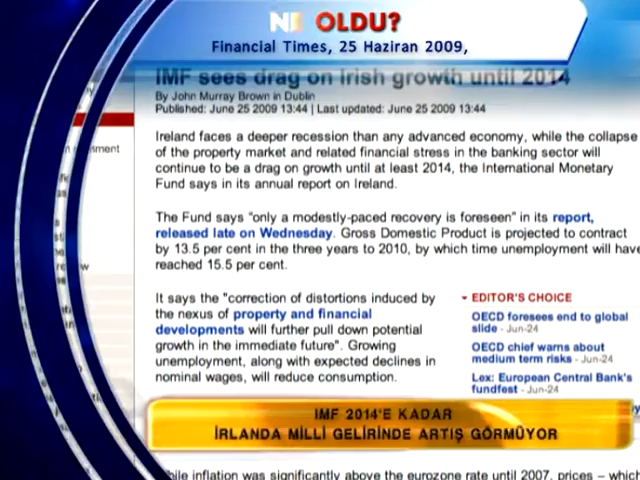 NE OLDU?
Financial Times, 25 Haziran 2009,
IMF sees drag on Irish growth until 2014
By John Murray Brown in Dublin
Published: June 25 2009 13:44 | Last updated: June 25 2009 13:44
Ireland faces a deeper recession than any advanced economy, while the collapse
of the property market and related financial stress in the banking sector will
continue to be a drag on growth until at least 2014, the International Monetary
Fund says in its annual report on Ireland.
The Fund says "only a modestly-paced recovery is foreseen" in its report,
released late on Wednesday. Gross Domestic Product is projected to contract
by 13.5 per cent in the three years to 2010, by which time unemployment will have
reached 15.5 per cent.
It says the "correction of distortions induced by
the nexus of property and financial
developments will further pull down potential
growth in the immediate future". Growing
unemployment, along with expected declines in
nominal wages, will reduce consumption.
EDITOR'S CHOICE
OECD foresees end to global
slide - Jun-24
OECD chief warns about
medium term risks - Jun-24
Lex: European Central Bank's
fundfest - Jun-24
IMF 2014'E KADAR
İRLANDA MİLLİ GELİRİNDE ARTIŞ GÖRMÜYOR
While inflation was significantly above the eurozone rate until 2007, prices – which